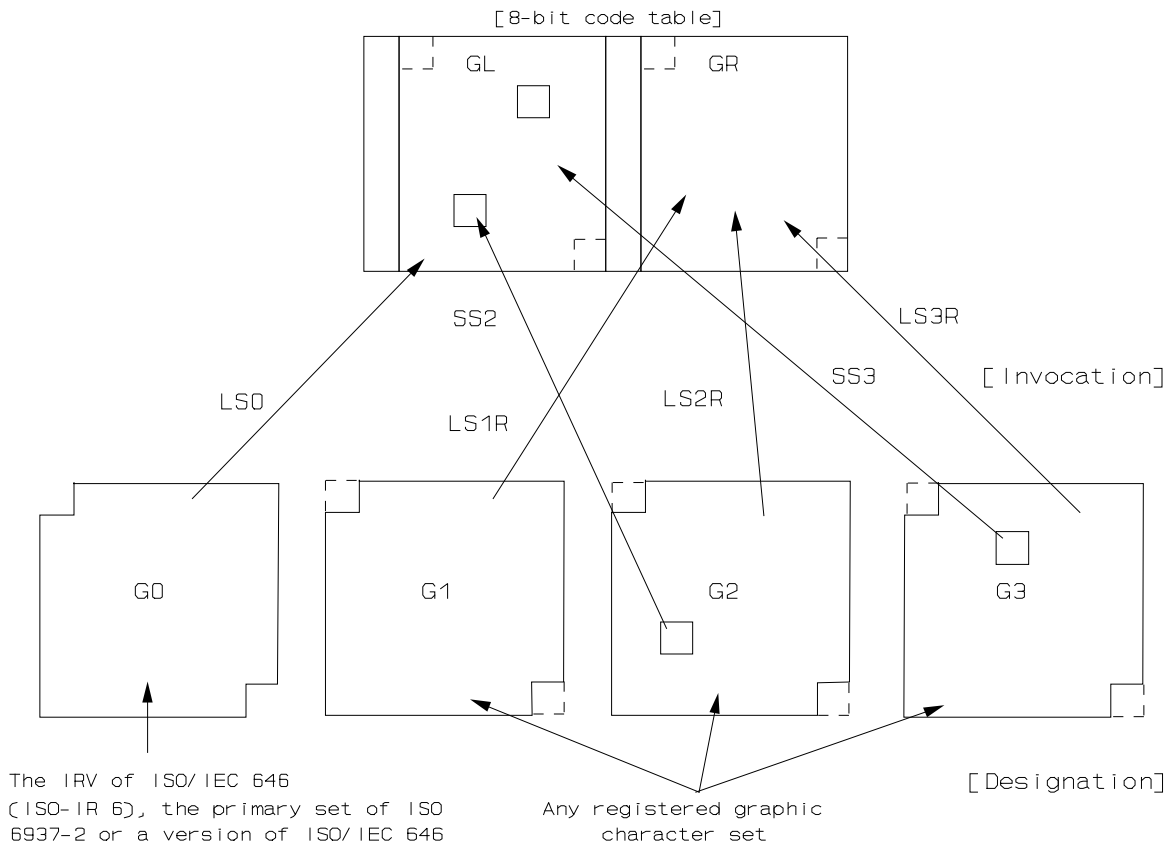 [8-bit code table]
GL
GR
SS2
LS3R
SS3
[Invocation]
LS0
LS1R
LS2R
G0
G1
G2
G3
The IRV of ISO/IEC 646
(ISO-IR 6), the primary set of ISO
6937-2 or a version of ISO/IEC 646
Any registered graphic
character set
[Designation]